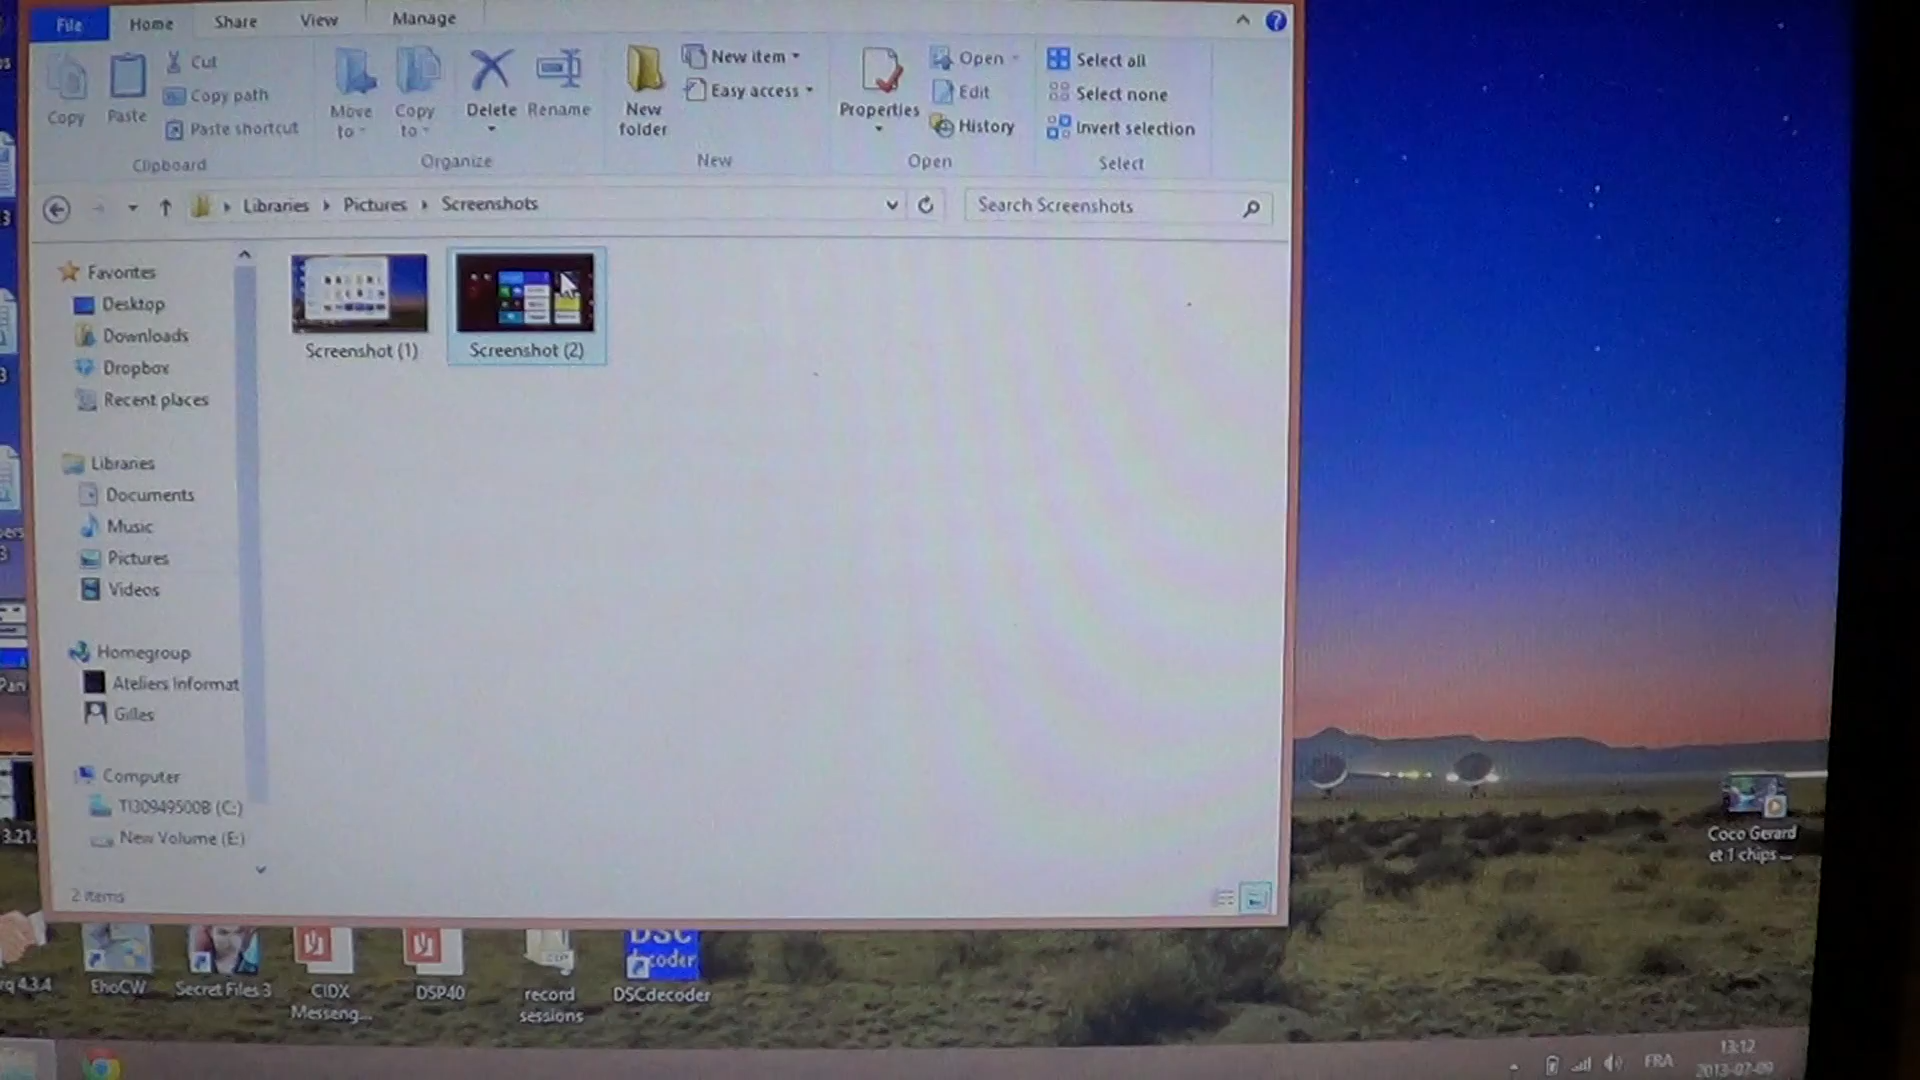 File Home Share View Manage
Copy
Paste
Cut
Copy path
Paste shortcut
Clipboard
Move to
Copy to
Delete
Rename
Organize
New folder
New item
Easy access
New
Properties
Open
Edit
History
Open
Select all
Select none
Invert selection
Select
Libraries Pictures Screenshots
Search Screenshots
Favorites
Desktop
Downloads
Dropbox
Recent places
Libraries
Documents
Music
Pictures
Videos
Homegroup
Ateliers Informat
Gilles
Computer
TI30949500B (C:)
New Volume (E:)
2 items
Screenshot (1)
Screenshot (2)
Coco Gerard
et 1 chips ...
3.21.
q 4.3.4
EhoCW
Secret Files 3
CIDX
Messeng...
DSP40
record
sessions
DSC
decoder
DSCdecoder
FRA
13:12
2013-07-09